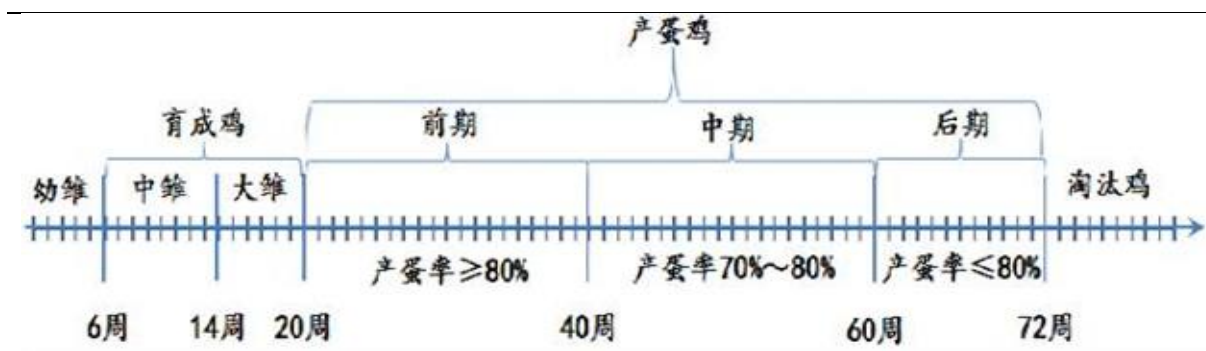 产蛋鸡
育成鸡 前期 中期 后期
幼雏 中雏 大雏 淘汰鸡
产蛋率≥80% 产蛋率70%~80% 产蛋率≤80%
6周 14周 20周 40周 60周 72周